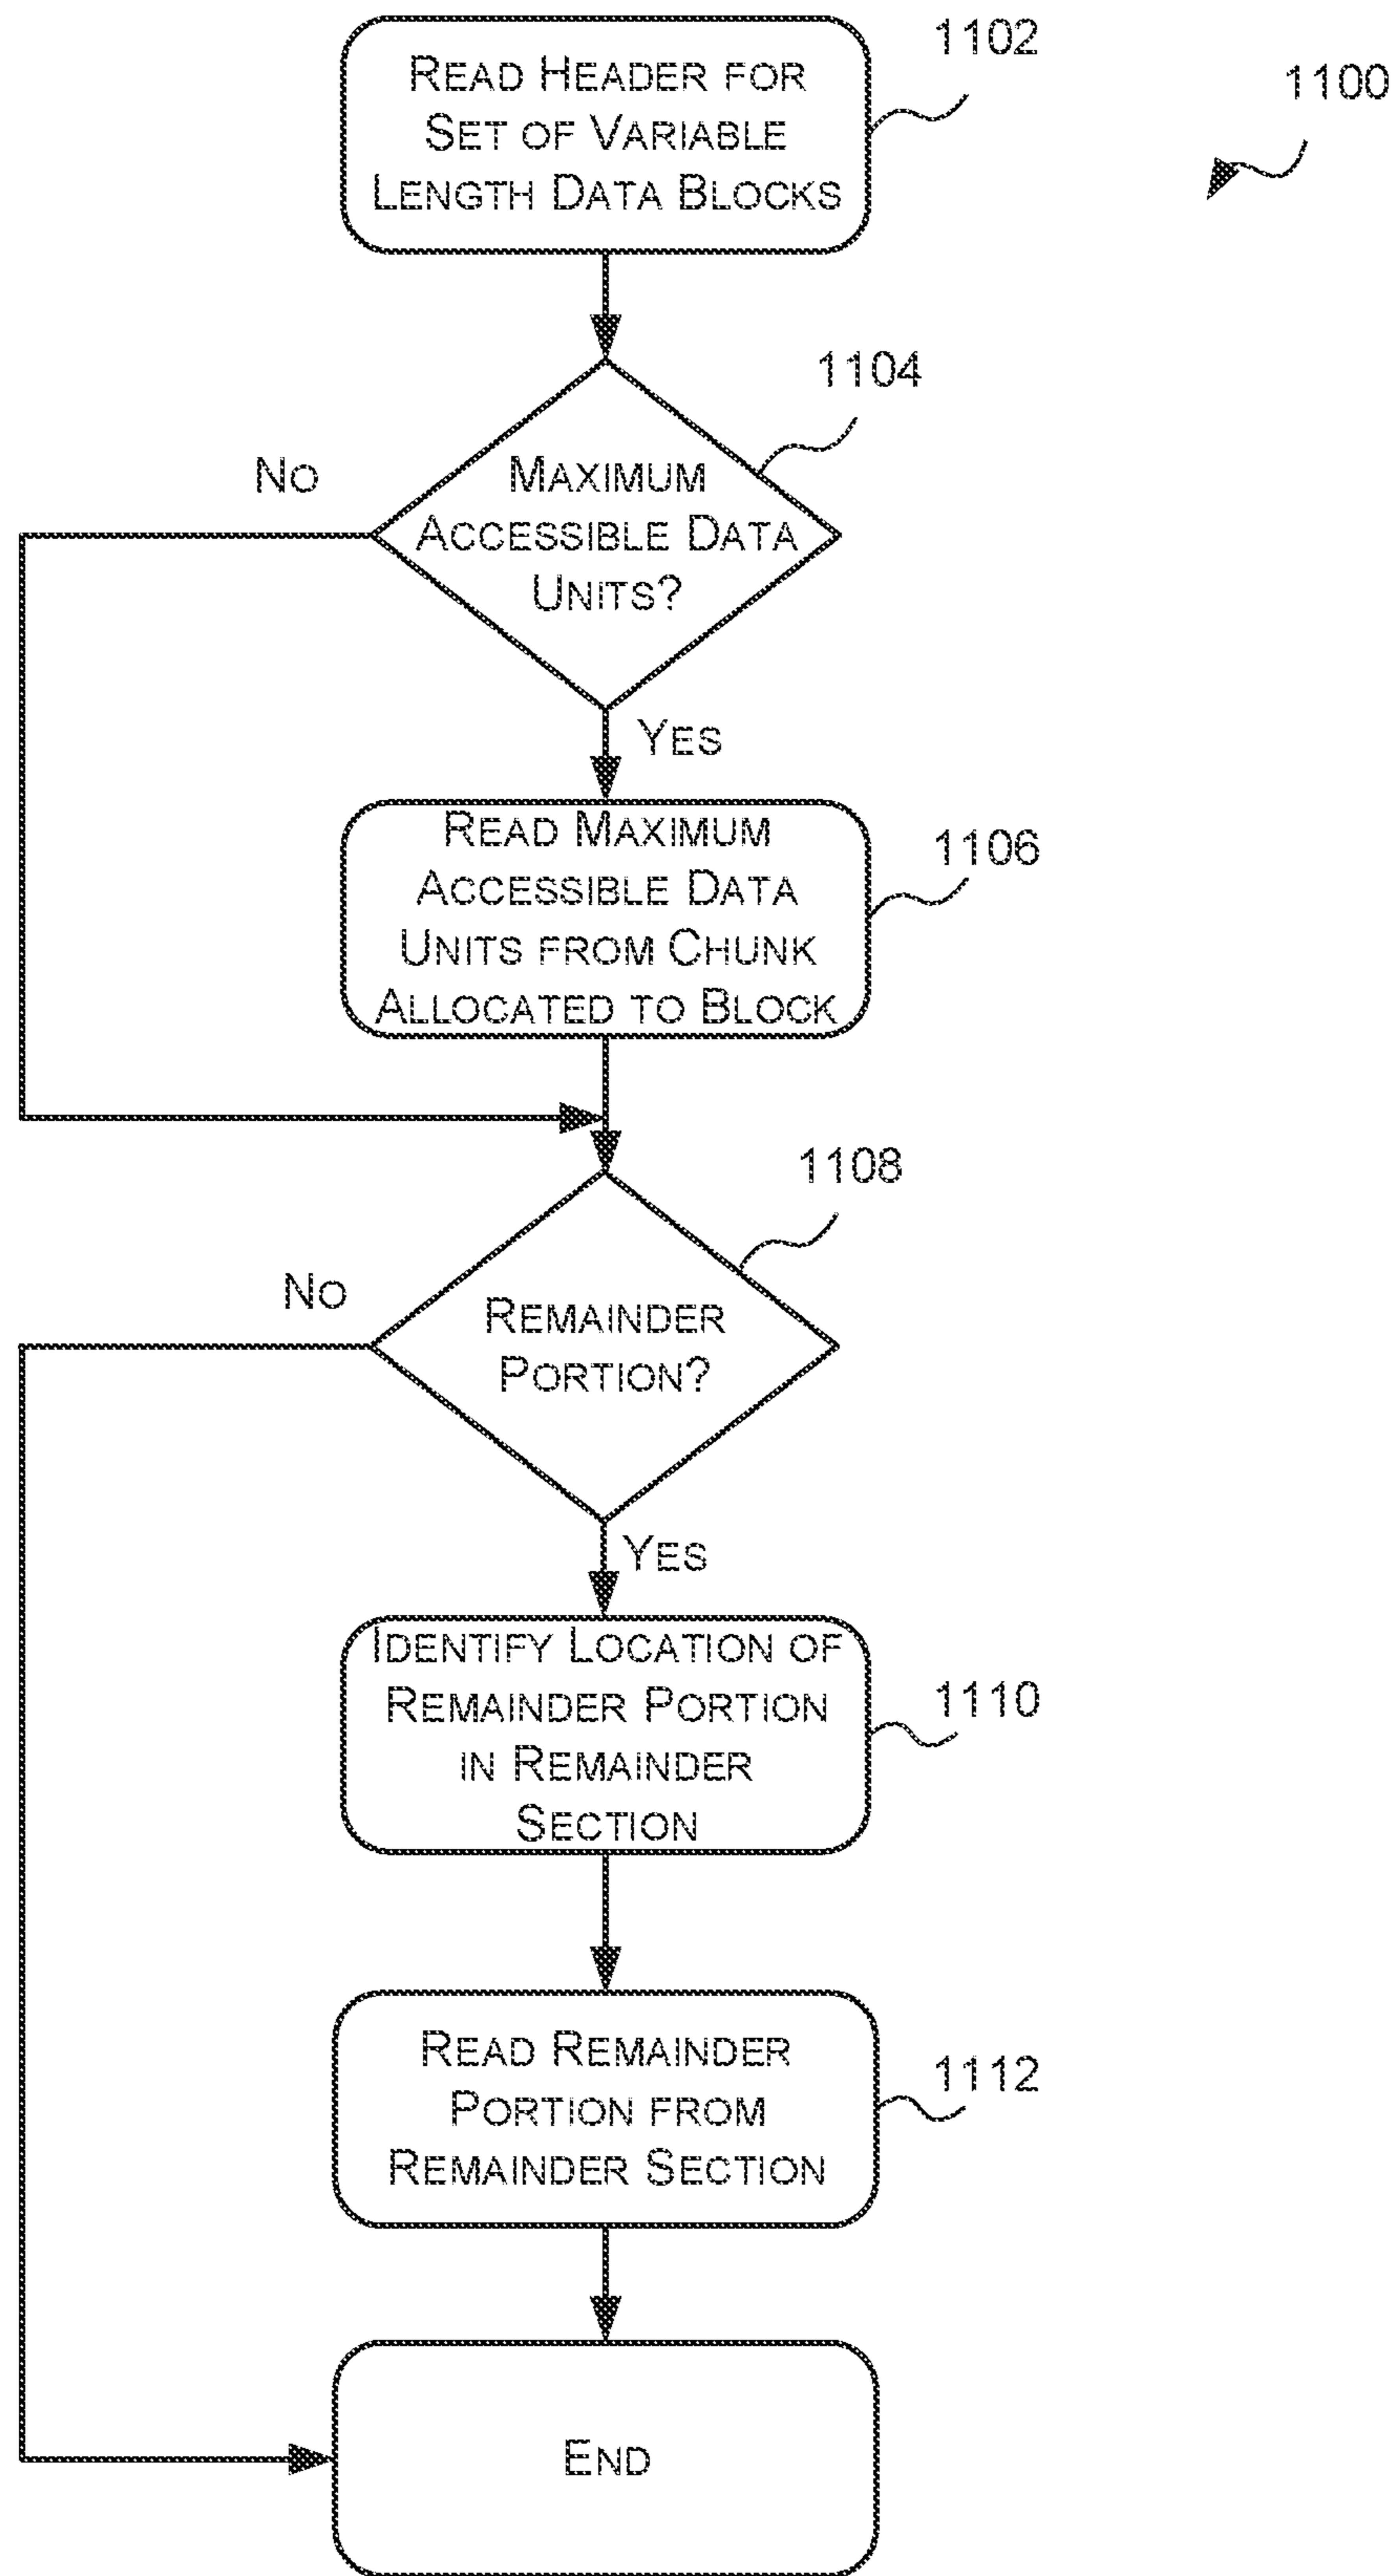 1102
1100
READ HEADER FOR
SET OF VARIABLE
LENGTH DATA BLOCKS
1104
NO
MAXIMUM
ACCESSIBLE DATA
UNITS?
YES
READ MAXIMUM
ACCESSIBLE DATA
UNITS FROM CHUNK
ALLOCATED TO BLOCK
1106
1108
NO
REMAINDER
PORTION?
YES
IDENTIFY LOCATION OF
REMAINDER PORTION
IN REMAINDER
SECTION
1110
READ REMAINDER
PORTION FROM
REMAINDER SECTION
1112
END